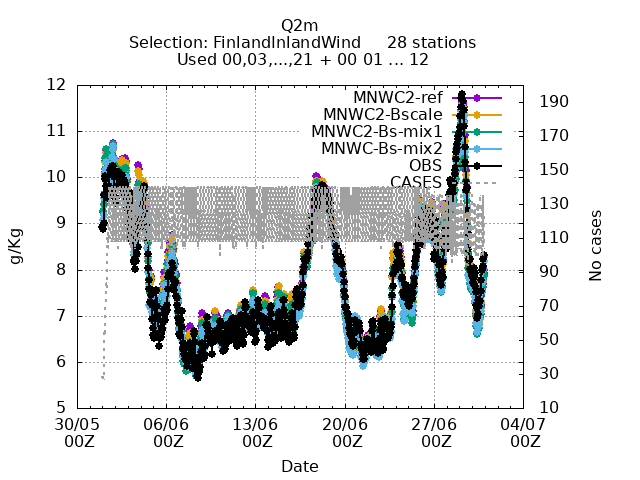 Q2m
Selection: FinlandInlandWind 28 stations
Used 00,03,...,21 + 00 01 ... 12
MNWC2-ref
MNWC2-Bscale
MNWC2-Bs-mix1
MNWC-Bs-mix2
OBS
CASES
12
11
10
9
8
7
6
5
g/Kg
190
170
150
130
110
90
70
50
30
10
No cases
30/05 06/06 13/06 20/06 27/06 04/07
00Z 00Z 00Z 00Z 00Z 00Z
Date